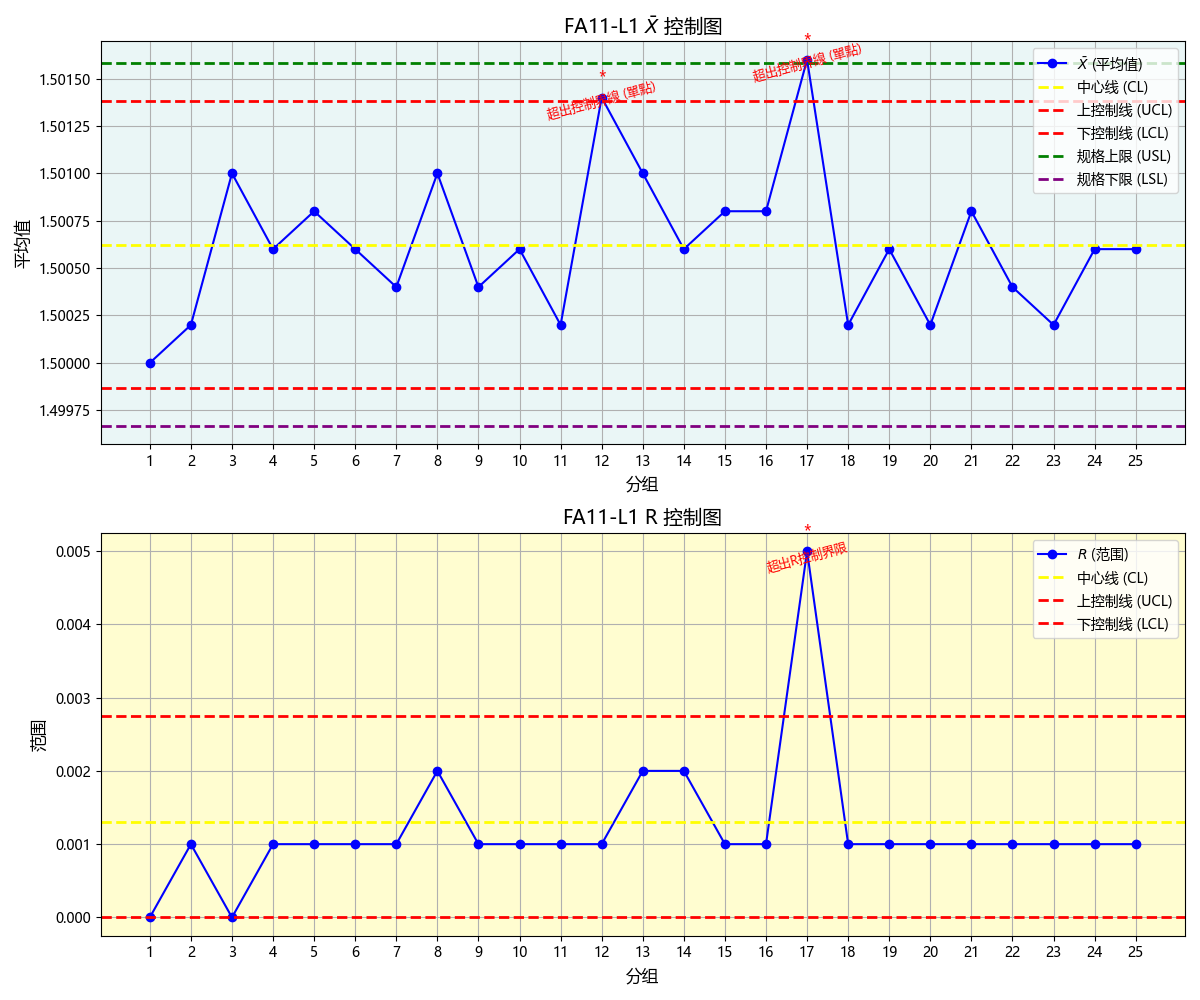 FA11-L1 X̄ 控制图
*
*
超出控制界線 (單點)
超出控制界線 (單點)
X̄ (平均值)
中心线 (CL)
上控制线 (UCL)
下控制线 (LCL)
规格上限 (USL)
规格下限 (LSL)
平均值
1.50150
1.50125
1.50100
1.50075
1.50050
1.50025
1.50000
1.49975
1 2 3 4 5 6 7 8 9 10 11 12 13 14 15 16 17 18 19 20 21 22 23 24 25
分组
FA11-L1 R 控制图
*
超出R控制界限
R (范围)
中心线 (CL)
上控制线 (UCL)
下控制线 (LCL)
范围
0.005
0.004
0.003
0.002
0.001
0.000
1 2 3 4 5 6 7 8 9 10 11 12 13 14 15 16 17 18 19 20 21 22 23 24 25
分组